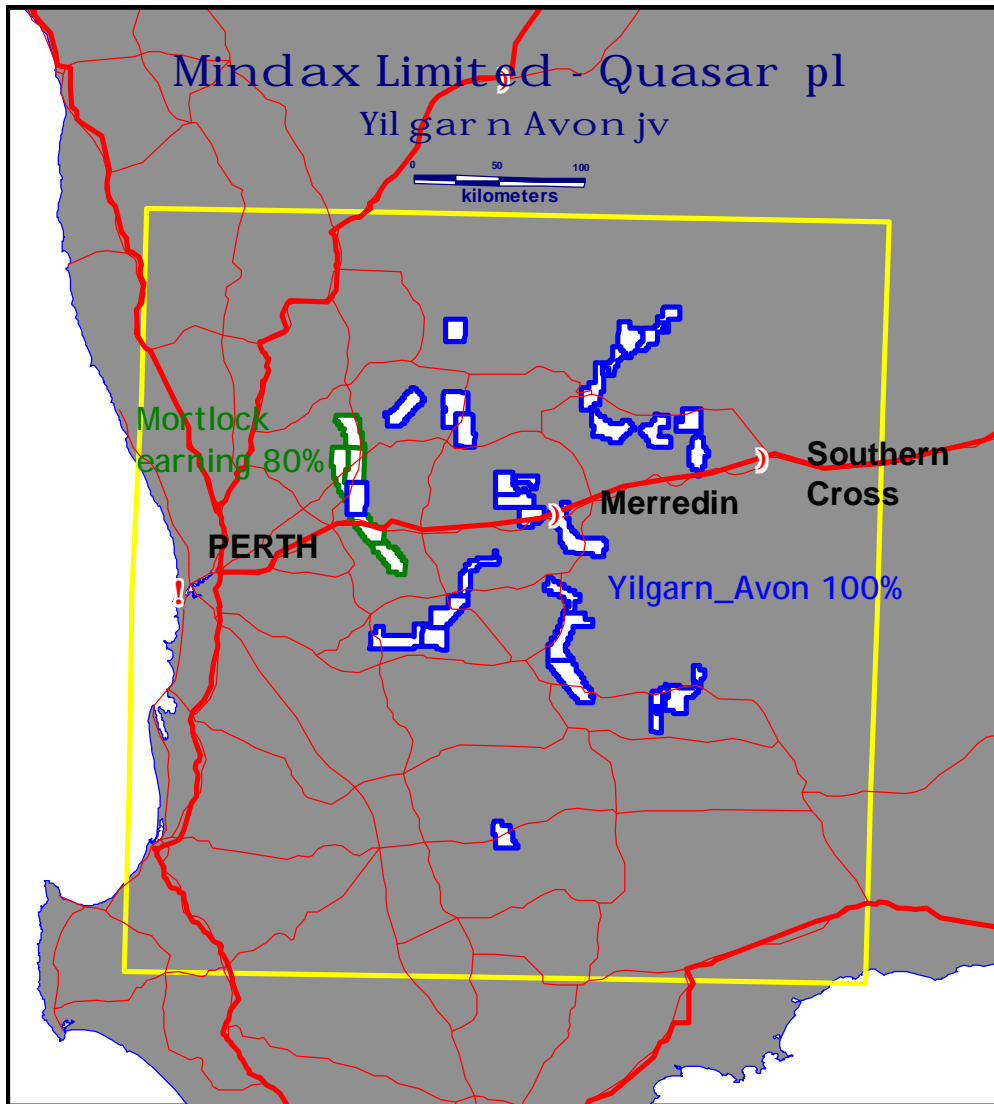 Mindax Limited - Quasar pl
Yilgarn Avon jv
0 50 100
kilometers
Mortlock
earning 80%
Southern
Cross
Merredin
PERTH
Yilgarn_Avon 100%